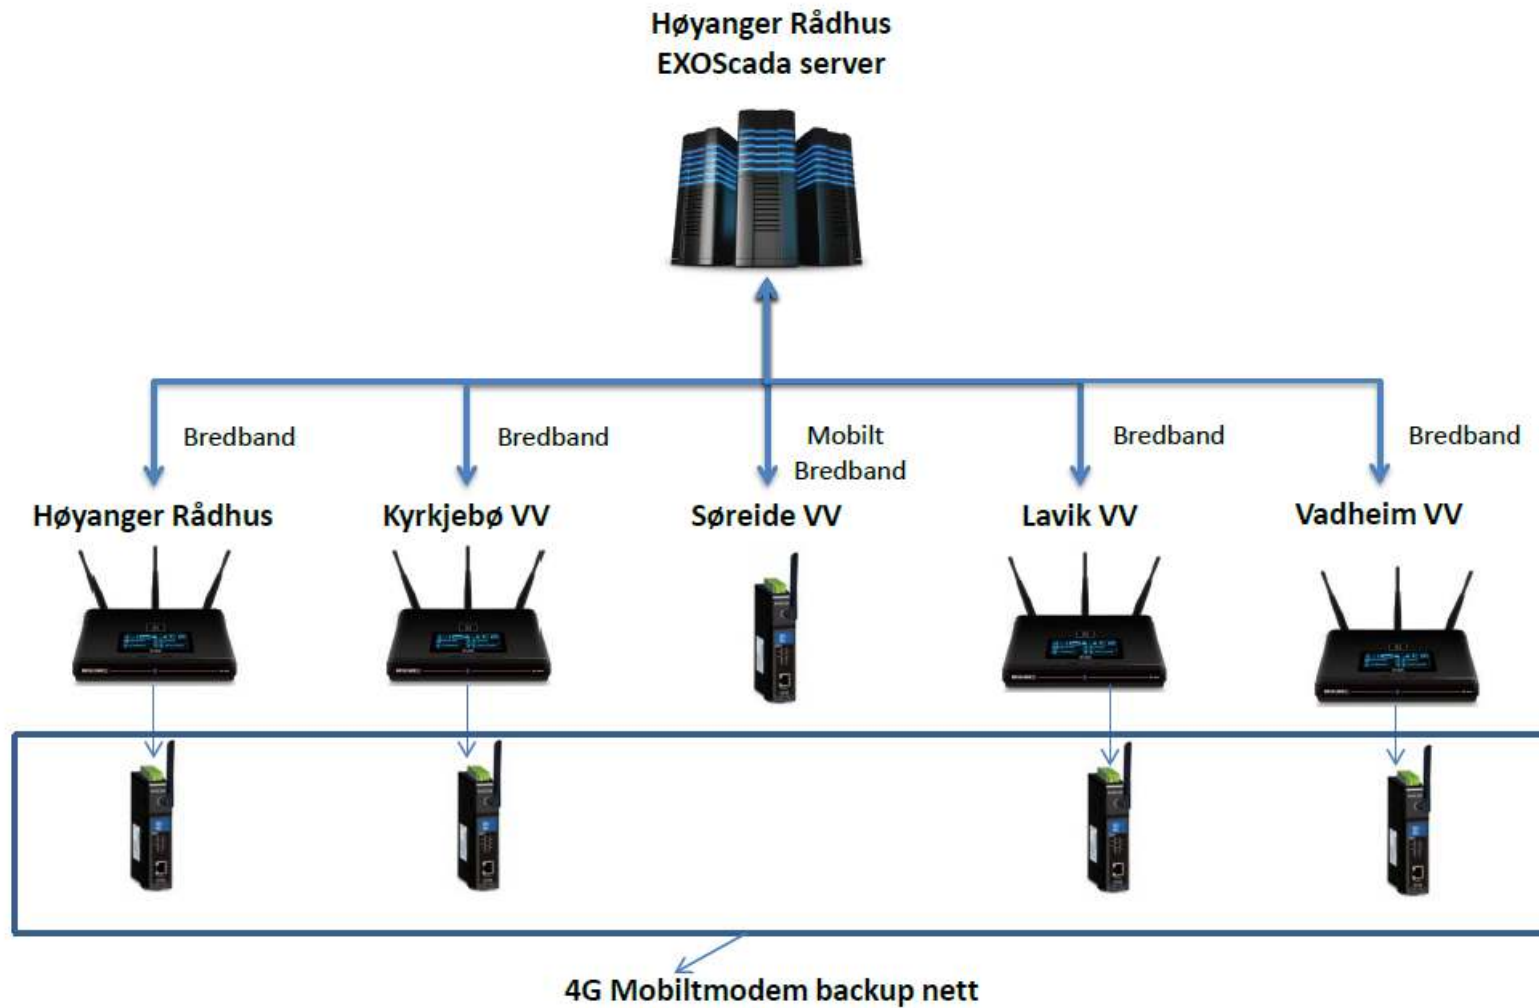 Høyanger Rådhus
EXOScada server
Bredband
Bredband
Mobilt
Bredband
Bredband
Bredband
Høyanger Rådhus
Kyrkjebø VV
Søreide VV
Lavik VV
Vadheim VV
4G Mobiltmodem backup nett